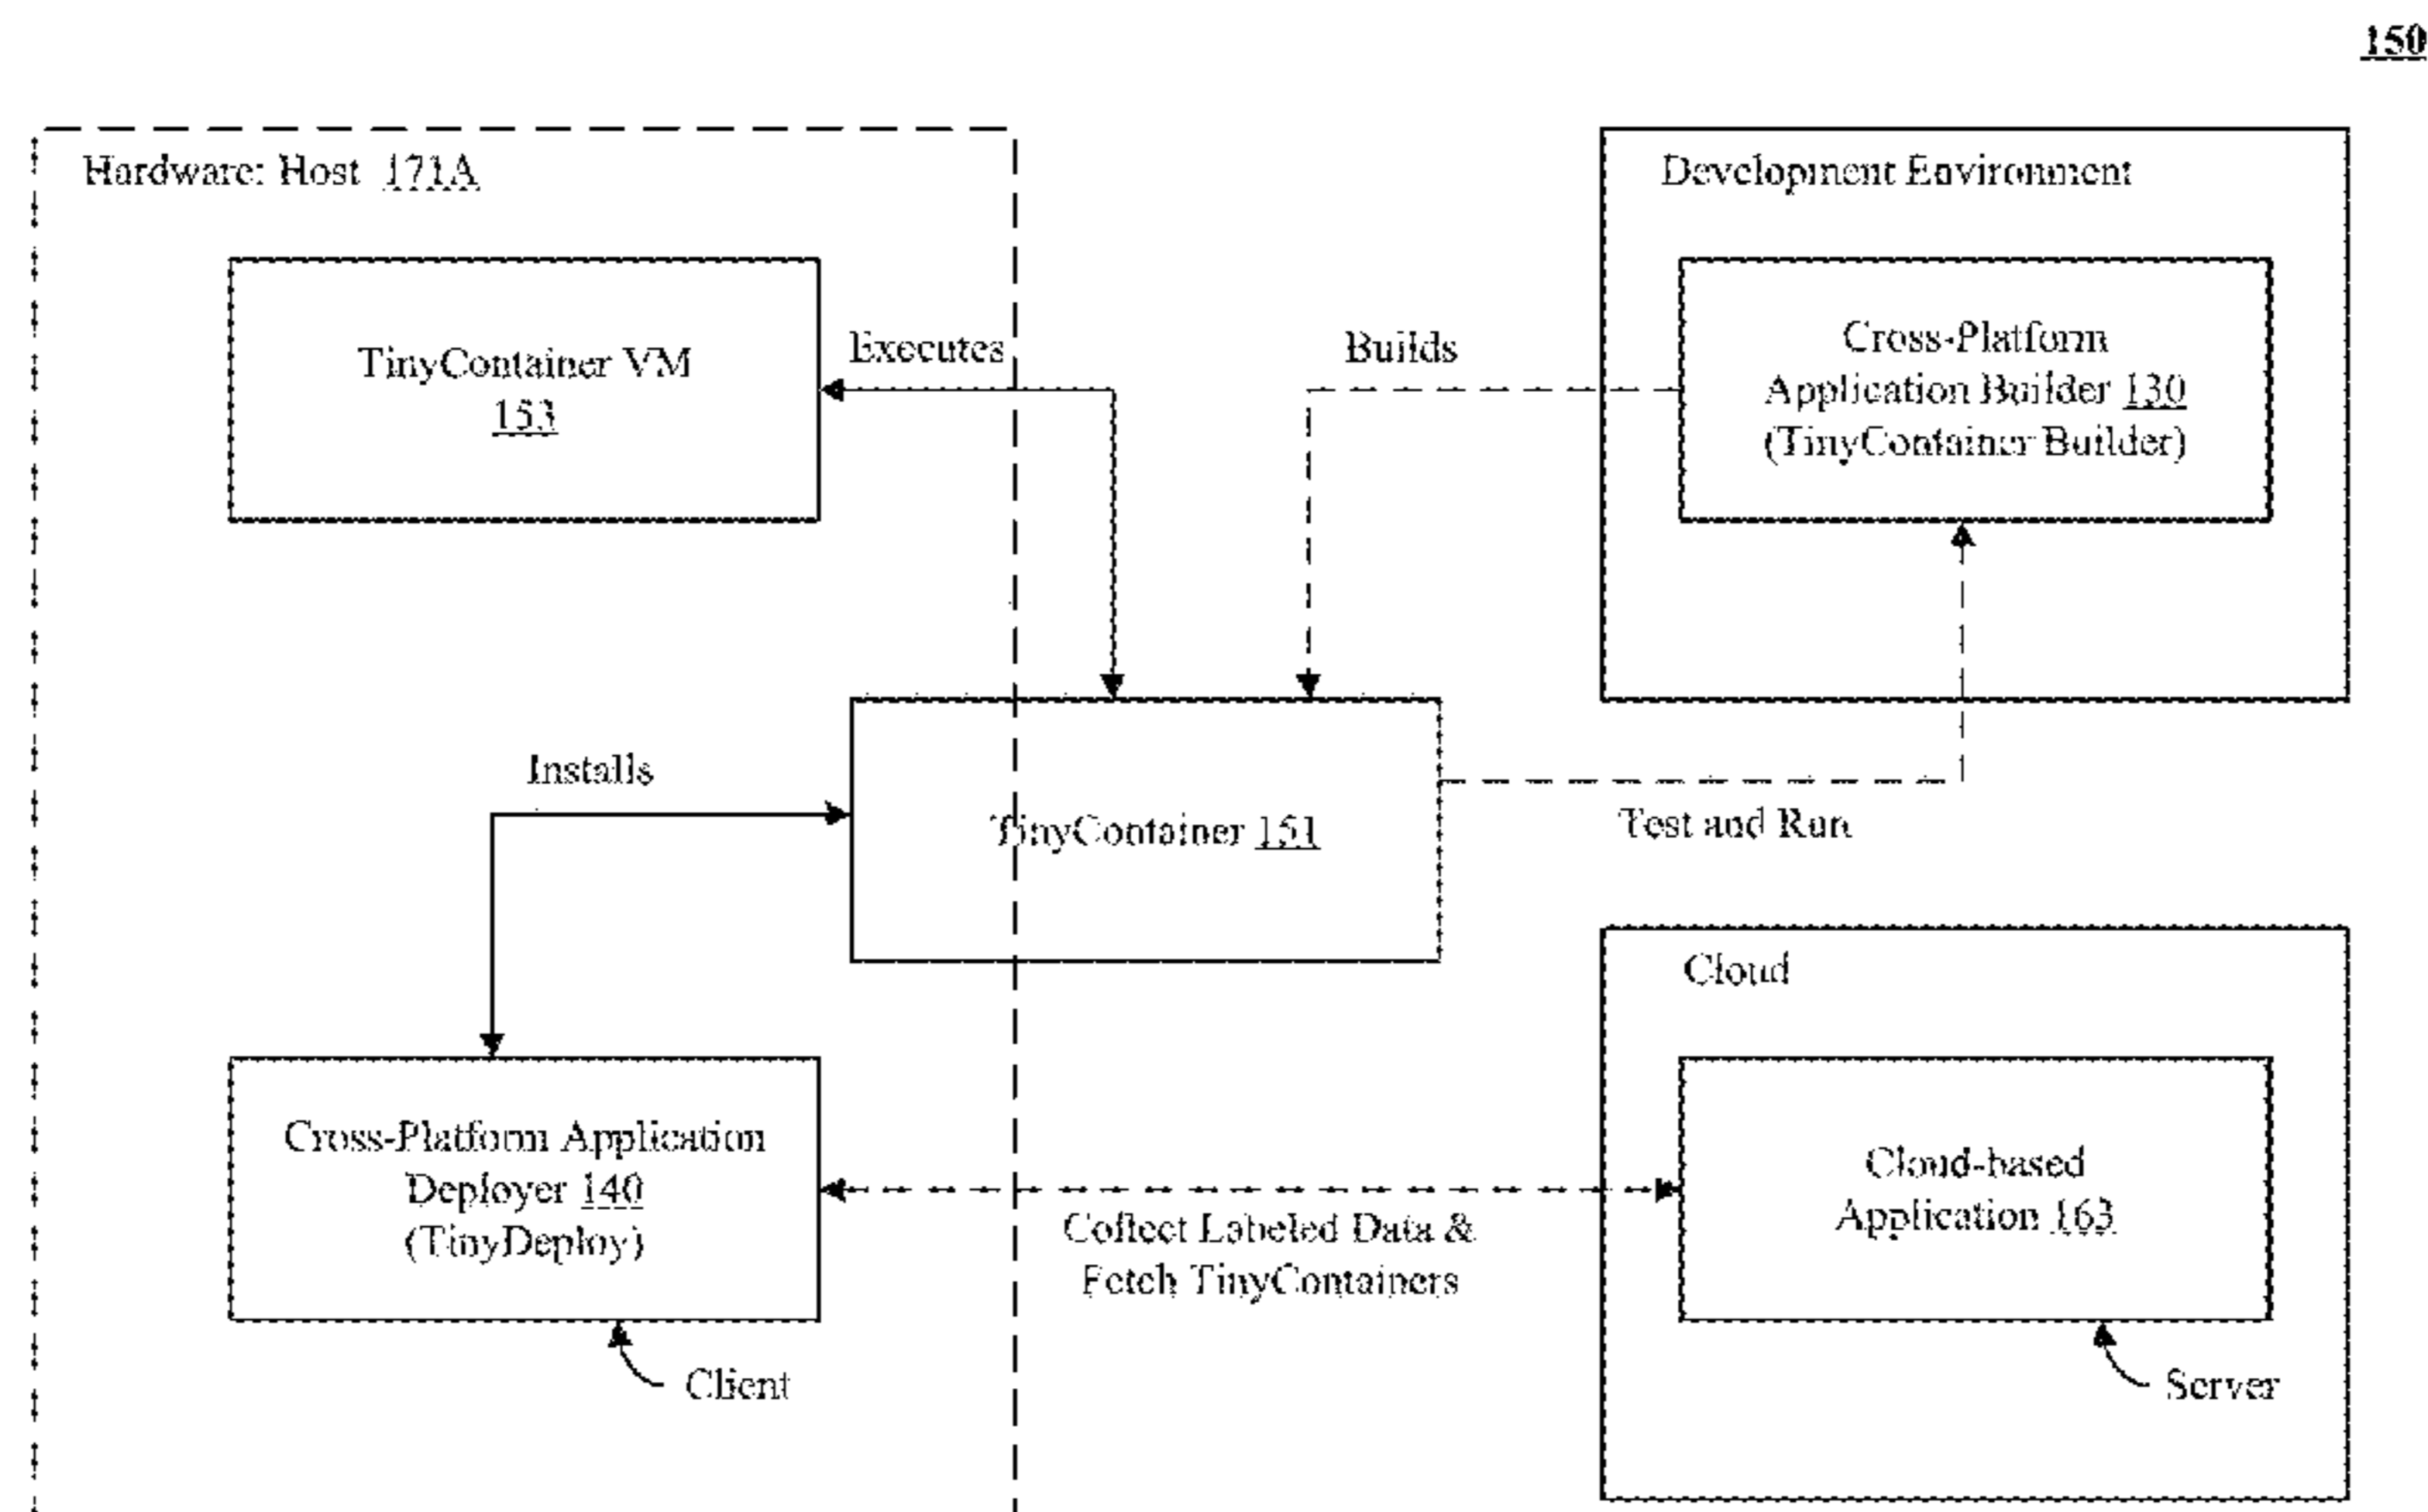 150
Hardware: Host 171A
Development Environment
TinyContainer VM
153
Executes
Builds
Cross-Platform
Application Builder 130
(TinyContainer Builder)
Installs
TinyContainer 151
Test and Run
Cloud
Cross-Platform Application
Deployer 140
(TinyDeploy)
Collect Labeled Data &
Fetch TinyContainers
Cloud-based
Application 163
Client
Server